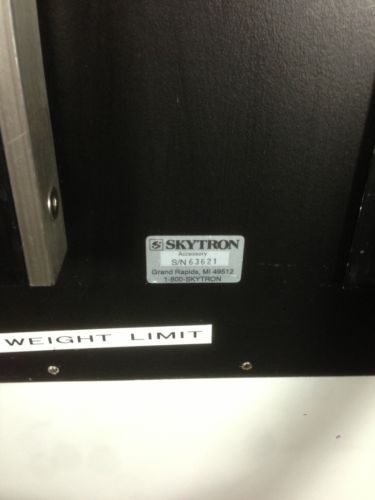 SKYTRON
Accessory
S/N 63621
Grand Rapids, MI 49512
1-800-SKYTRON
WEIGHT LIMIT